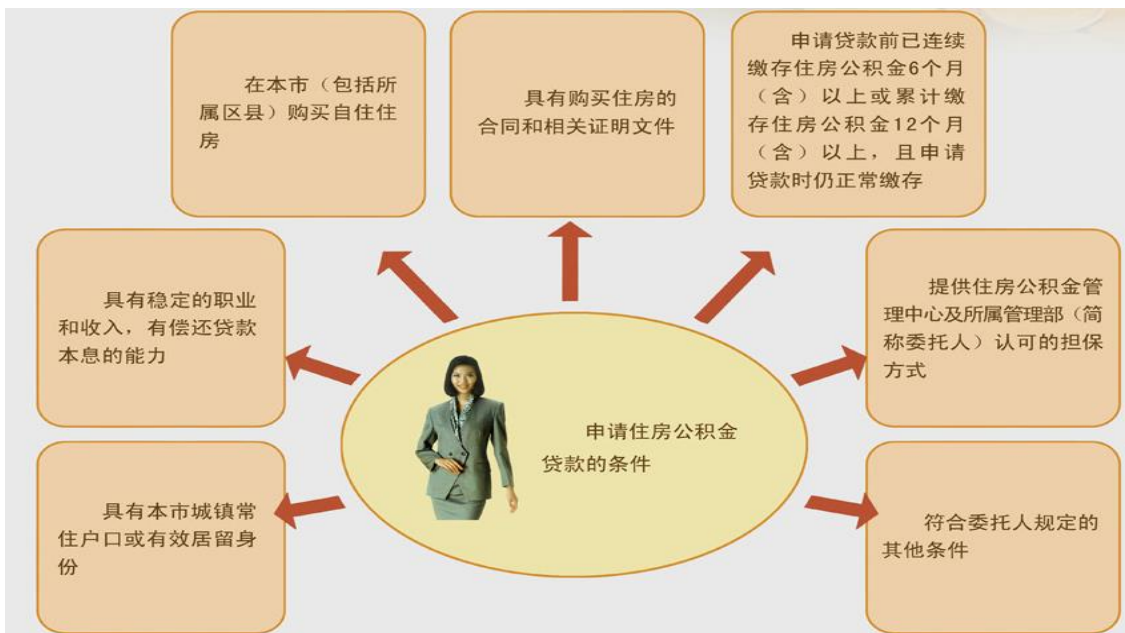 在本市（包括所
属区县）购买自住住
房
具有购买住房的
合同和相关证明文件
申请贷款前已连续
缴存住房公积金6个月
（含）以上或累计缴
存住房公积金12个月
（含）以上，且申请
贷款时仍正常缴存
具有稳定的职业
和收入，有偿还贷款
本息的能力
提供住房公积金管
理中心及所属管理部（简
称委托人）认可的担保
方式
申请住房公积金
贷款的条件
具有本市城镇常
住户口或有效居留身
份
符合委托人规定的
其他条件